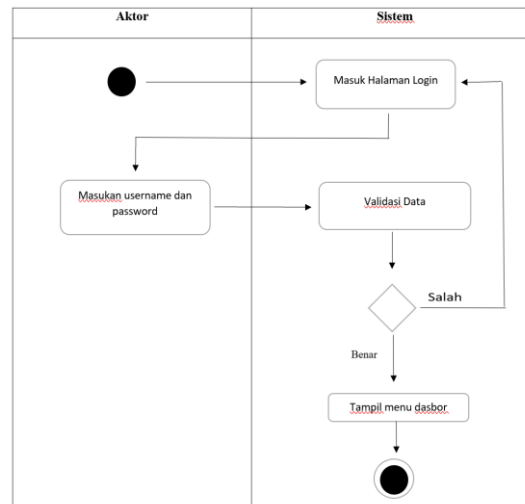 Aktor
Sistem
Masuk Halaman Login
Masukan username dan
password
Validasi Data
Salah
Benar
Tampil menu dasbor